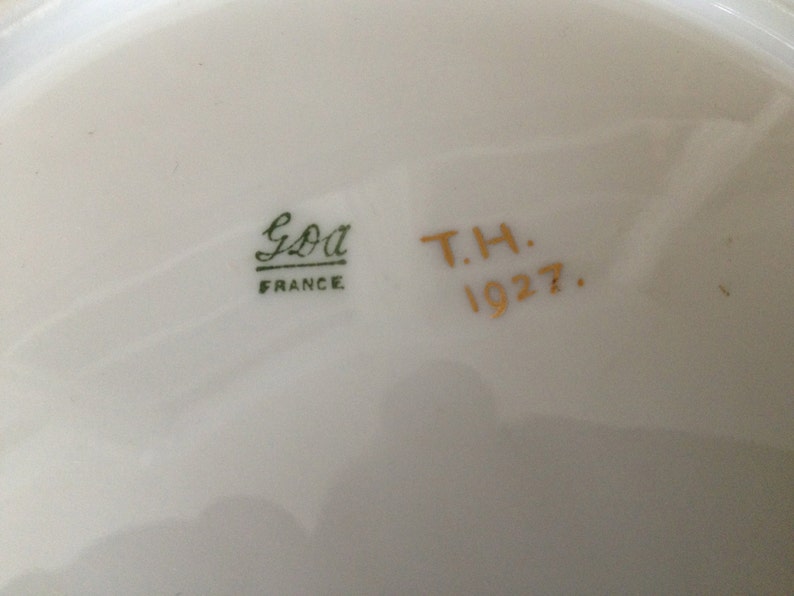 GDA
FRANCE
T.H.
1927.